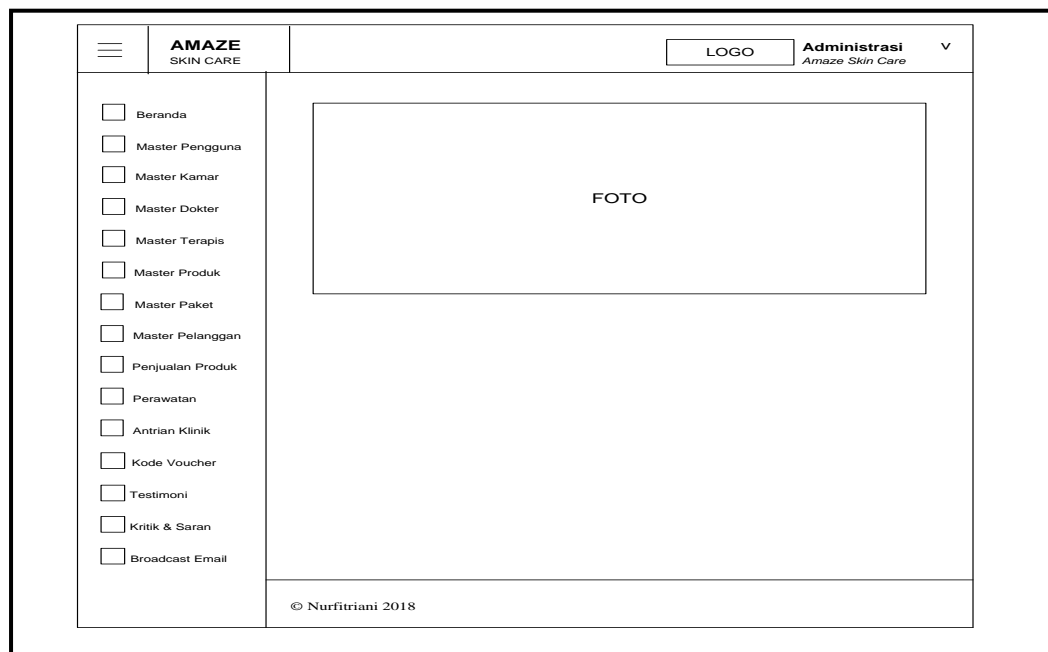 AMAZE
SKIN CARE
LOGO
Administrasi
Amaze Skin Care
V
Beranda
Master Pengguna
Master Kamar
Master Dokter
Master Terapis
Master Produk
Master Paket
Master Pelanggan
Penjualan Produk
Perawatan
Antrian Klinik
Kode Voucher
Testimoni
Kritik & Saran
Broadcast Email
FOTO
© Nurfitriani 2018